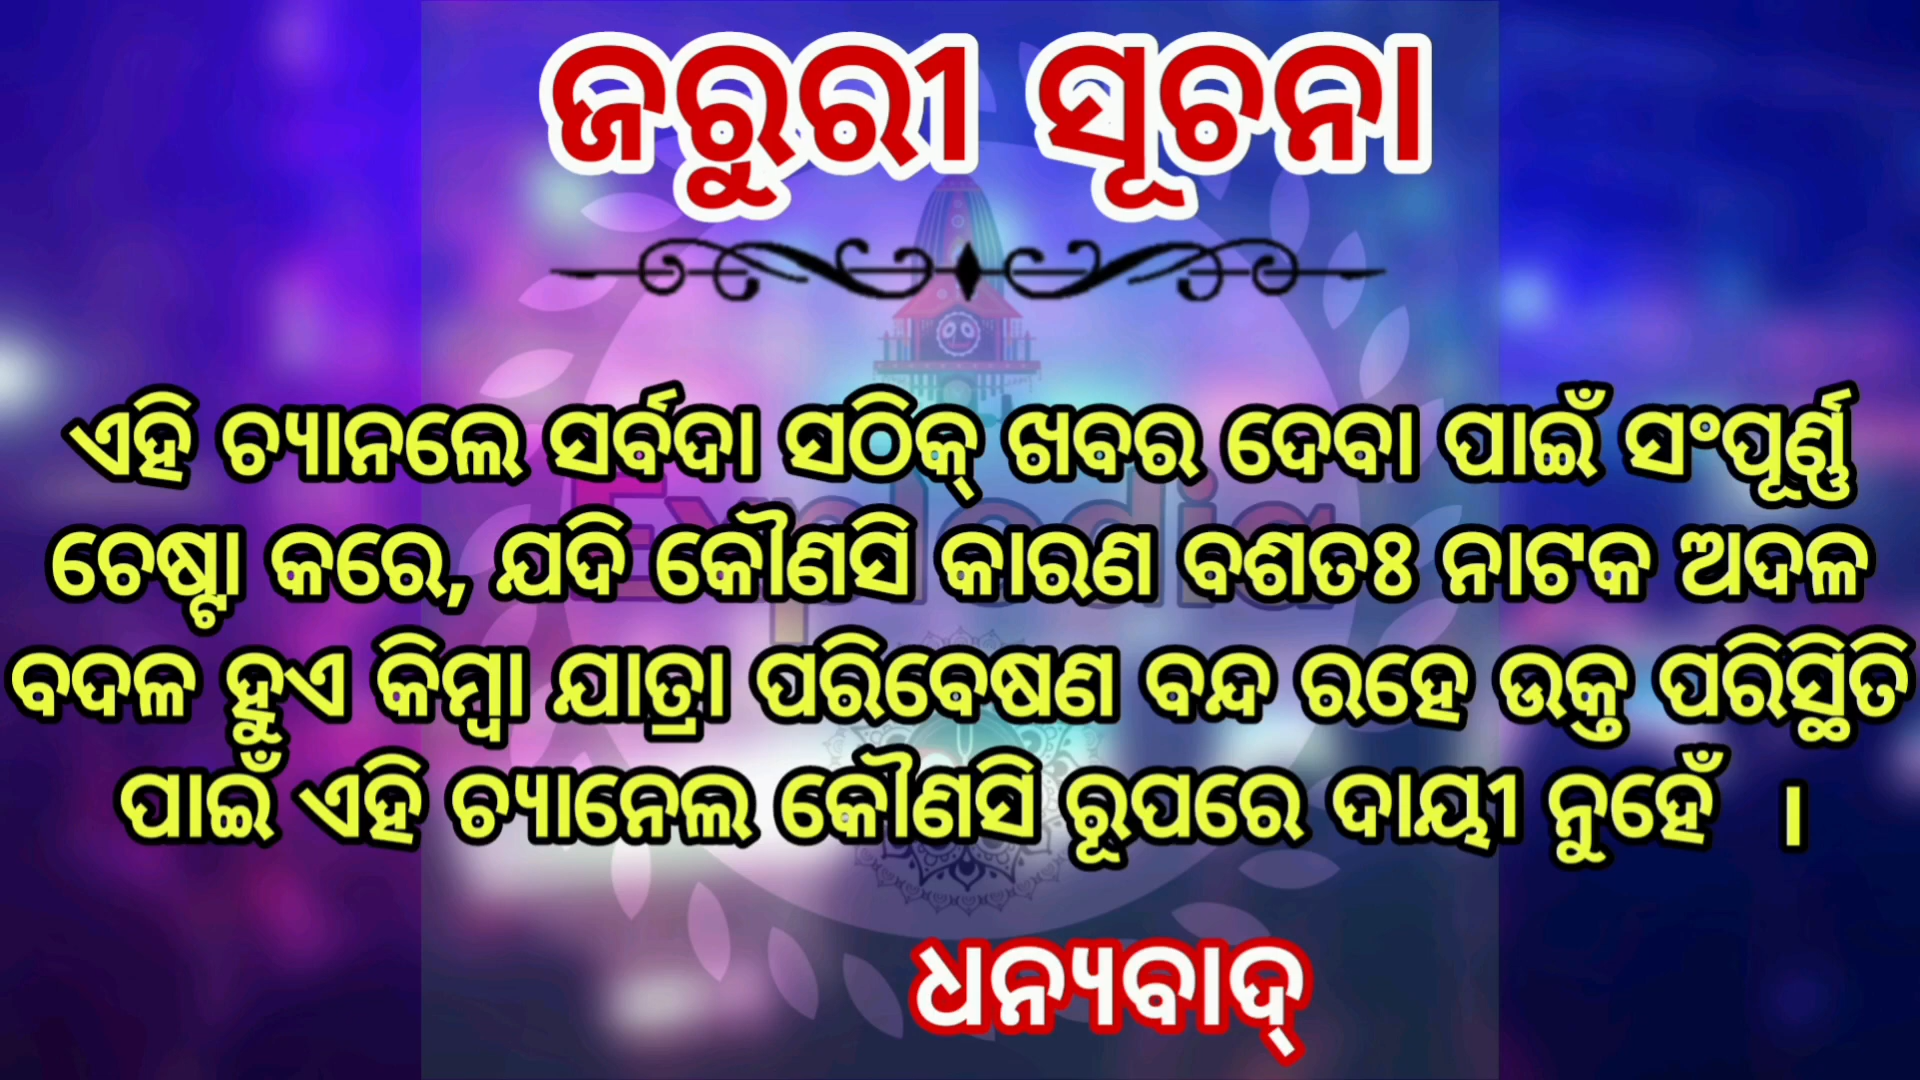 ଜରୁରୀ ସୂଚନା
ଏହି ଚ୍ୟାନଲେ ସର୍ବଦା ସଠିକ୍ ଖବର ଦେବା ପାଇଁ ସଂପୂର୍ଣ୍ଣ
ଚେଷ୍ଟା କରେ, ଯଦି କୌଣସି କାରଣ ବଶତଃ ନାଟକ ଅଦଳ
ବଦଳ ହୁଏ କିମ୍ବା ଯାତ୍ରା ପରିବେଷଣ ବନ୍ଦ ରହେ ଉକ୍ତ ପରିସ୍ଥିତି
ପାଇଁ ଏହି ଚ୍ୟାନେଲ କୌଣସି ରୂପରେ ଦାୟୀ ନୁହେଁ ।
ଧନ୍ୟବାଦ୍